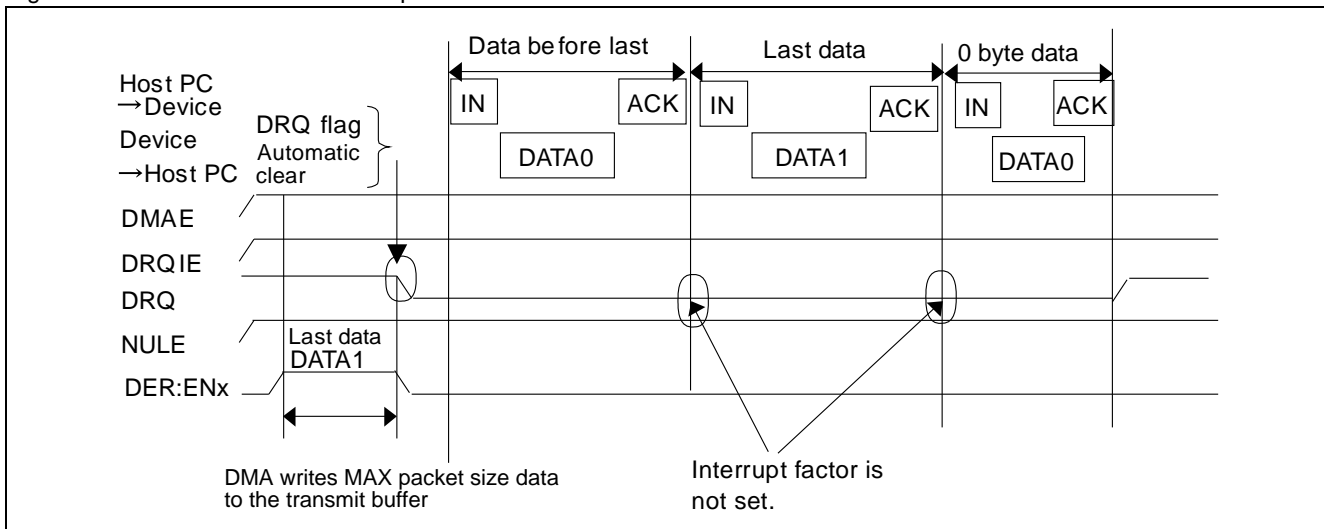 Data before last
Last data
0 byte data
Host PC
→Device
Device
→Host PC
DRQ flag
Automatic
clear
IN
ACK
IN
ACK
IN
ACK
DATA0
DATA1
DATA0
DMAE
DRQIE
DRQ
NULE
Last data
DATA1
DER:ENx
DMA writes MAX packet size data
to the transmit buffer
Interrupt factor is
not set.